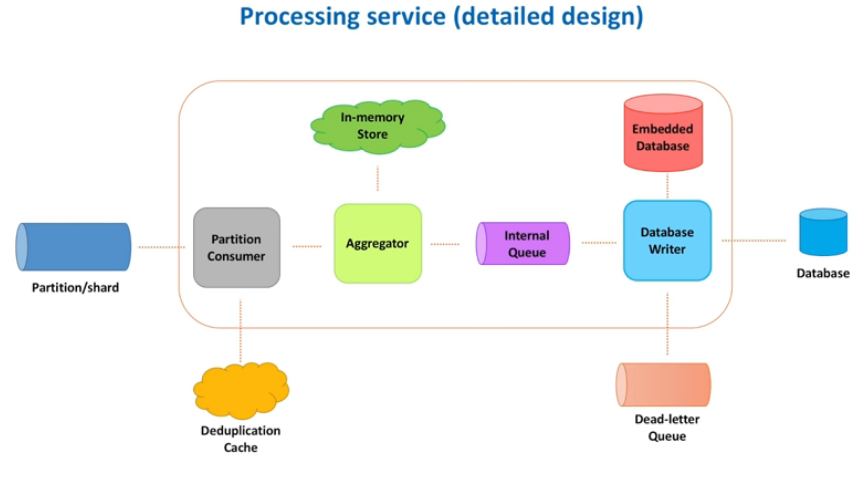 Processing service (detailed design)
In-memory
Store
Embedded
Database
Partition
Consumer
Aggregator
Internal
Queue
Database
Writer
Partition/shard
Database
Deduplication
Cache
Dead-letter
Queue